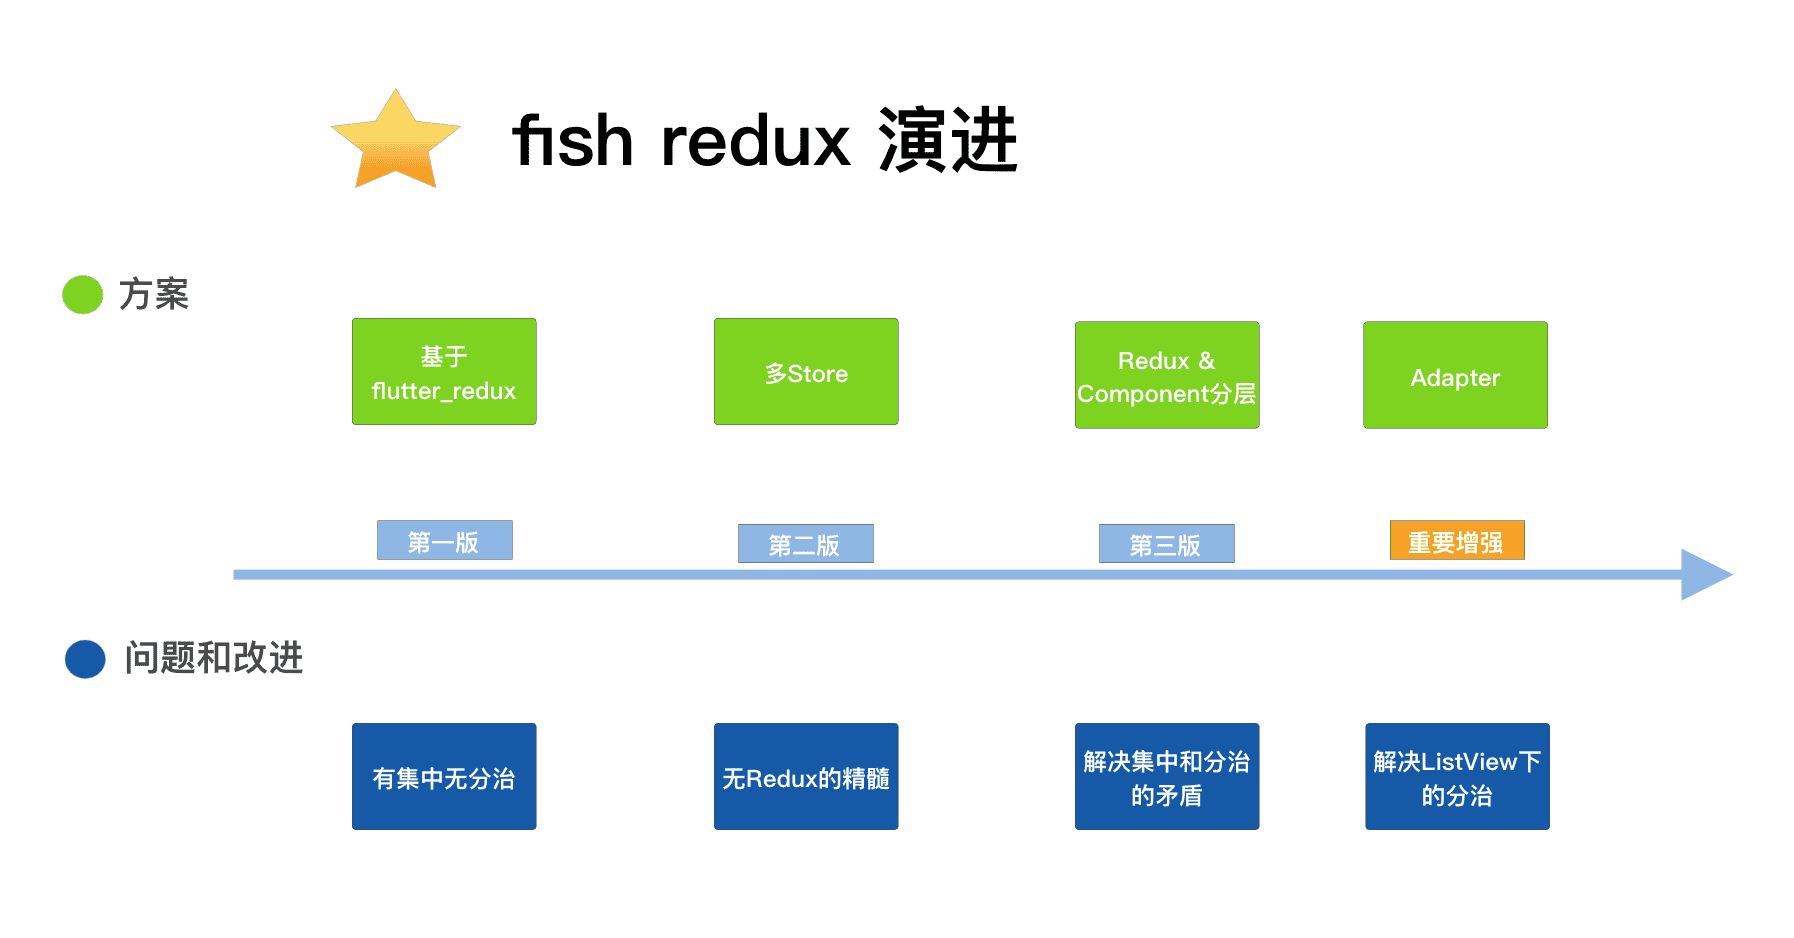 fish redux 演进
方案
基于
flutter_redux
多Store
Redux &
Component分层
Adapter
第一版
第二版
第三版
重要增强
问题和改进
有集中无分治
无Redux的精髓
解决集中和分治
的矛盾
解决ListView下
的分治